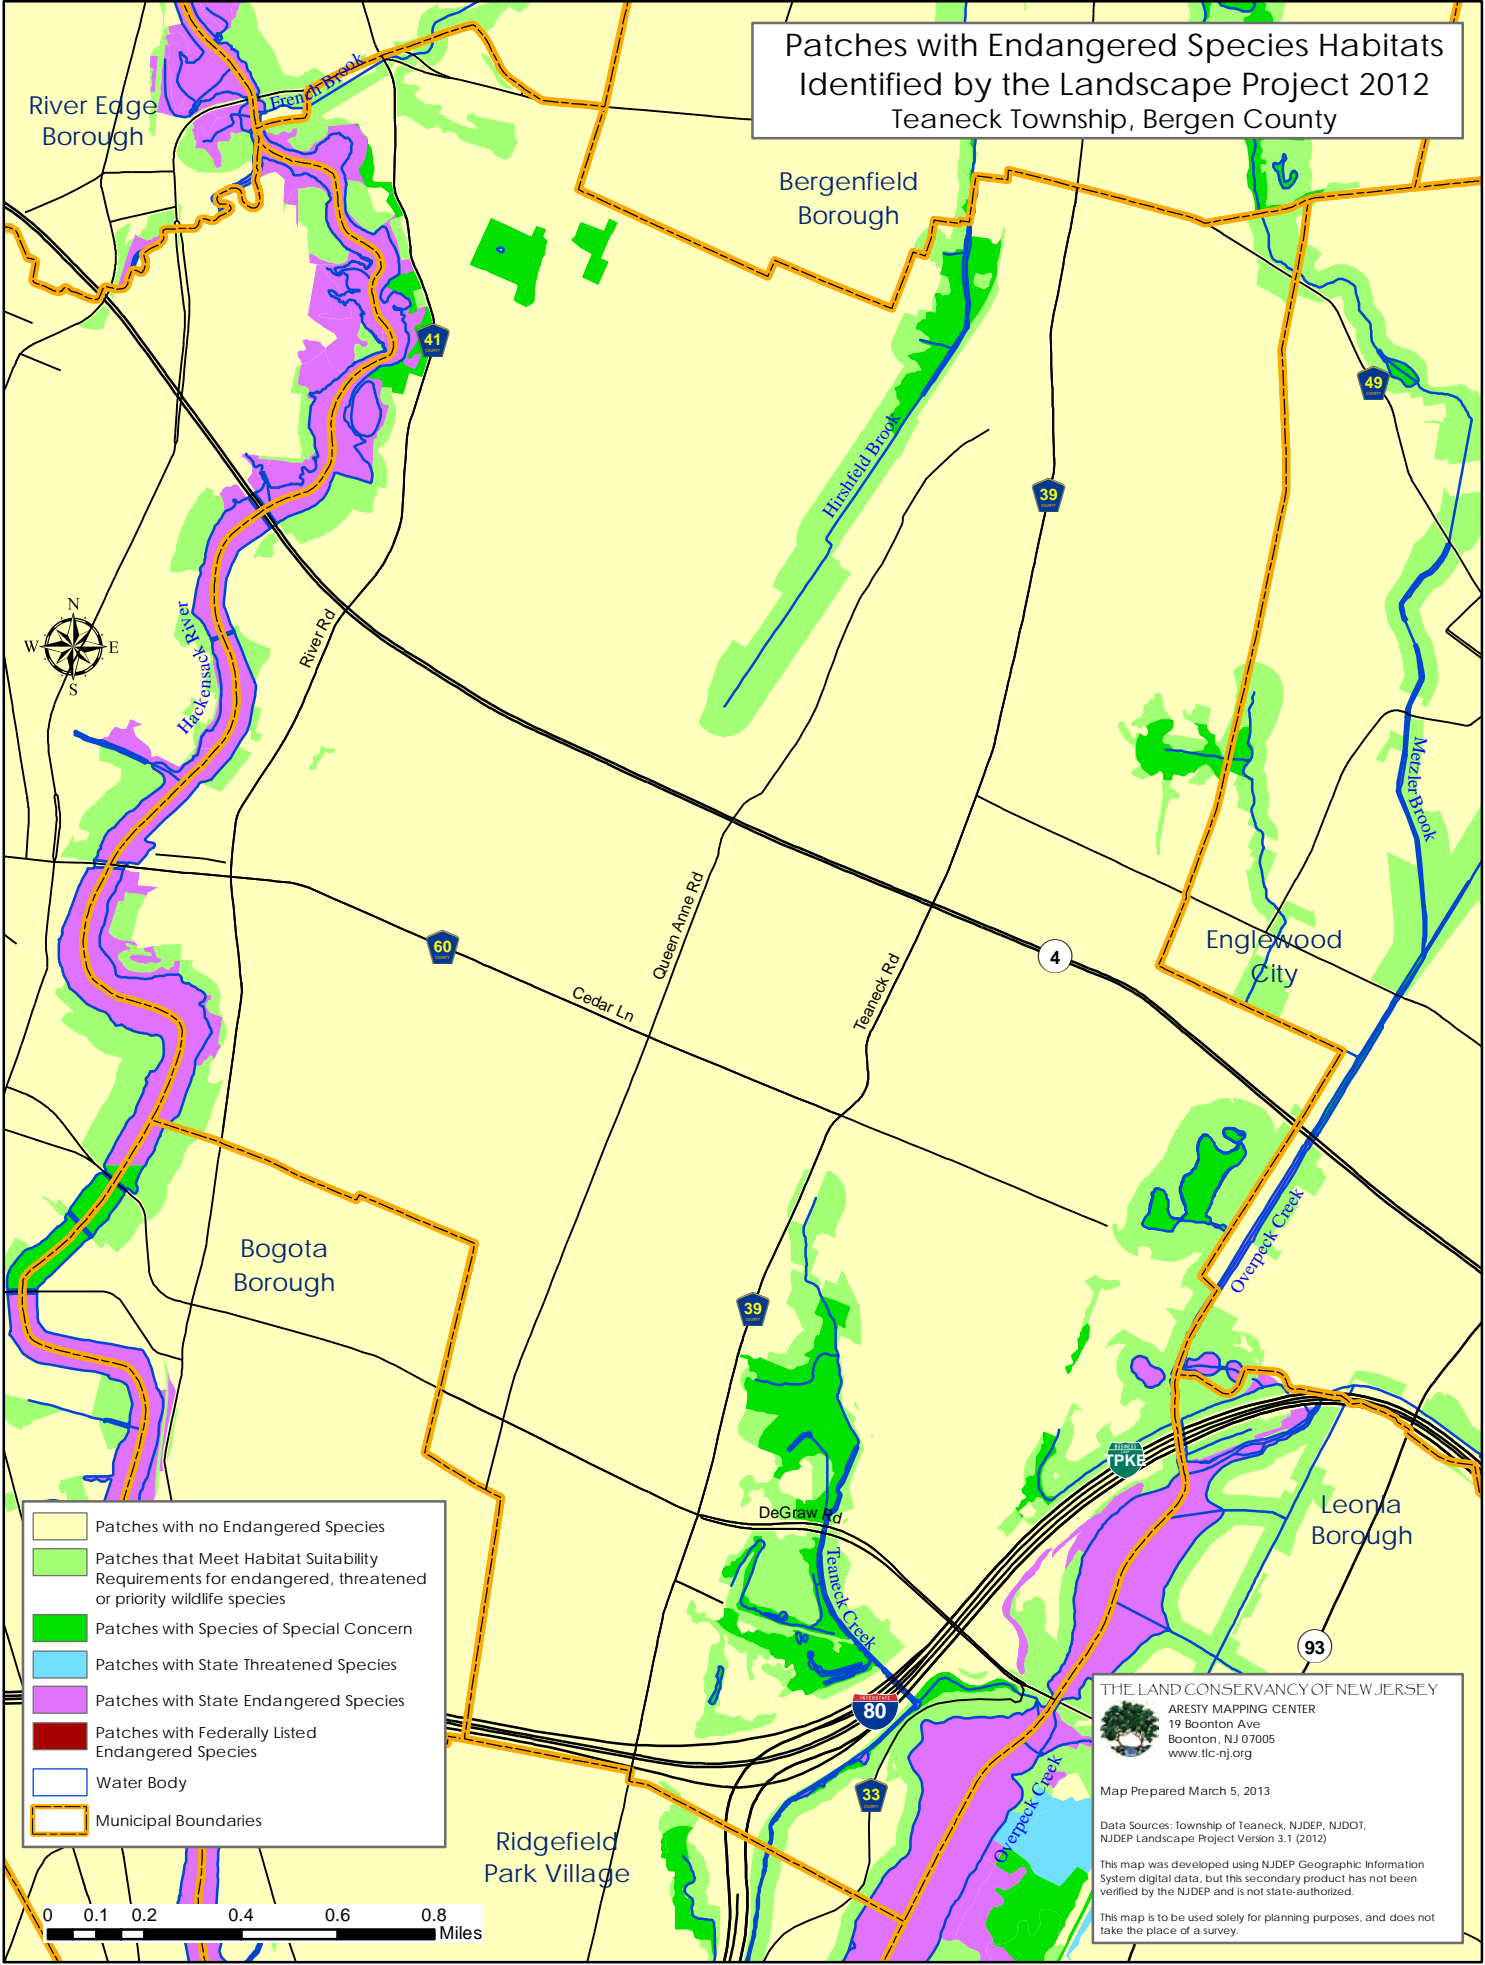 Patches with Endangered Species Habitats
Identified by the Landscape Project 2012
Teaneck Township, Bergen County
River Edge
Borough
French Brook
Bergenfield
Borough
41
COUNTY
49
COUNTY
Hirshfeld Brook
39
COUNTY
N
W
E
S
Hackensack River
River Rd
Metzler Brook
Queen Anne Rd
60
COUNTY
Cedar Ln
Teaneck Rd
4
Englewood
City
Overpeck Creek
Bogota
Borough
39
COUNTY
BUSINESS
TPKE
DeGraw Rd
Teaneck Creek
Leonia
Borough
93
INTERSTATE
80
33
COUNTY
Overpeck Creek
Ridgefield
Park Village
Patches with no Endangered Species
Patches that Meet Habitat Suitability
Requirements for endangered, threatened
or priority wildlife species
Patches with Species of Special Concern
Patches with State Threatened Species
Patches with State Endangered Species
Patches with Federally Listed
Endangered Species
Water Body
Municipal Boundaries
0 0.1 0.2 0.4 0.6 0.8
Miles
THE LAND CONSERVANCY OF NEW JERSEY
ARESTY MAPPING CENTER
19 Boonton Ave
Boonton, NJ 07005
www.tlc-nj.org
Map Prepared March 5, 2013
Data Sources: Township of Teaneck, NJDEP, NJDOT,
NJDEP Landscape Project Version 3.1 (2012)
This map was developed using NJDEP Geographic Information
System digital data, but this secondary product has not been
verified by the NJDEP and is not state-authorized.
This map is to be used solely for planning purposes, and does not
take the place of a survey.